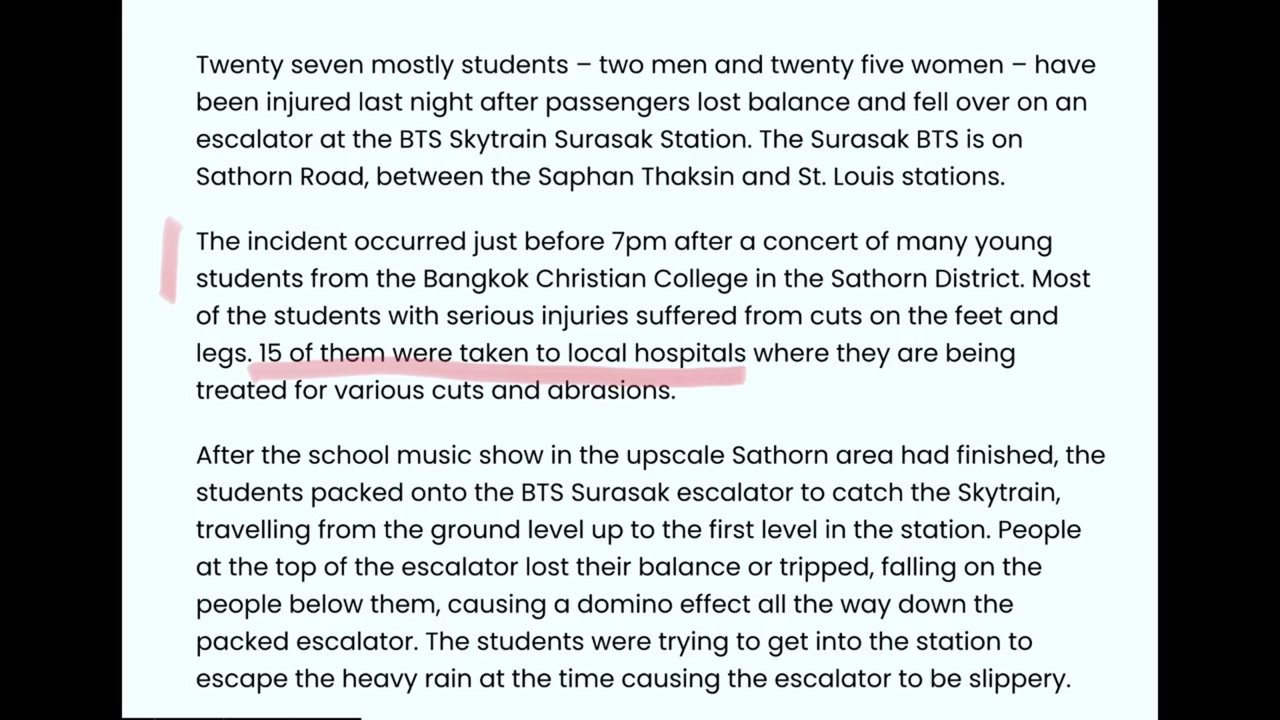 Twenty seven mostly students – two men and twenty five women – have
been injured last night after passengers lost balance and fell over on an
escalator at the BTS Skytrain Surasak Station. The Surasak BTS is on
Sathorn Road, between the Saphan Thaksin and St. Louis stations.
The incident occurred just before 7pm after a concert of many young
students from the Bangkok Christian College in the Sathorn District. Most
of the students with serious injuries suffered from cuts on the feet and
legs. 15 of them were taken to local hospitals where they are being
treated for various cuts and abrasions.
After the school music show in the upscale Sathorn area had finished, the
students packed onto the BTS Surasak escalator to catch the Skytrain,
travelling from the ground level up to the first level in the station. People
at the top of the escalator lost their balance or tripped, falling on the
people below them, causing a domino effect all the way down the
packed escalator. The students were trying to get into the station to
escape the heavy rain at the time causing the escalator to be slippery.